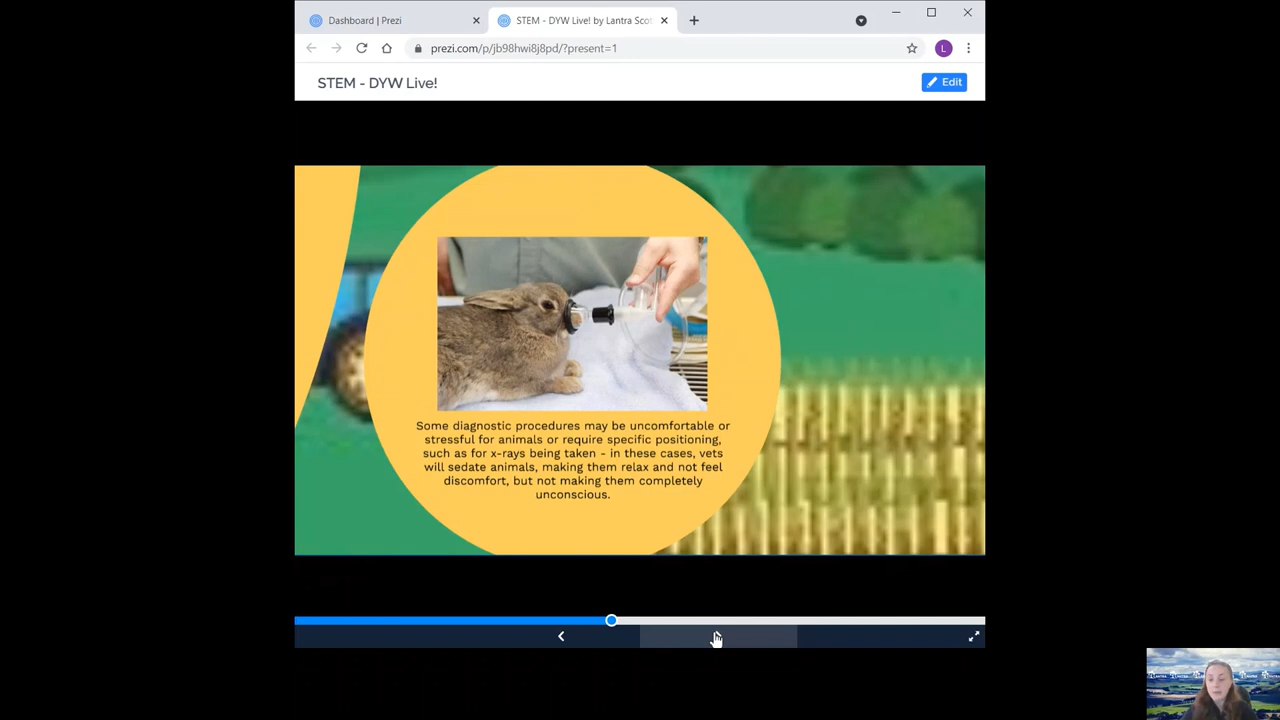 Dashboard | Prezi
STEM - DYW Live! by Lantra Scot
prezi.com/p/jb98hwi8j8pd/?present=1
L
STEM - DYW Live!
Edit
Some diagnostic procedures may be uncomfortable or
stressful for animals or require specific positioning,
such as for x-rays being taken - in these cases, vets
will sedate animals, making them relax and not feel
discomfort, but not making them completely
unconscious.